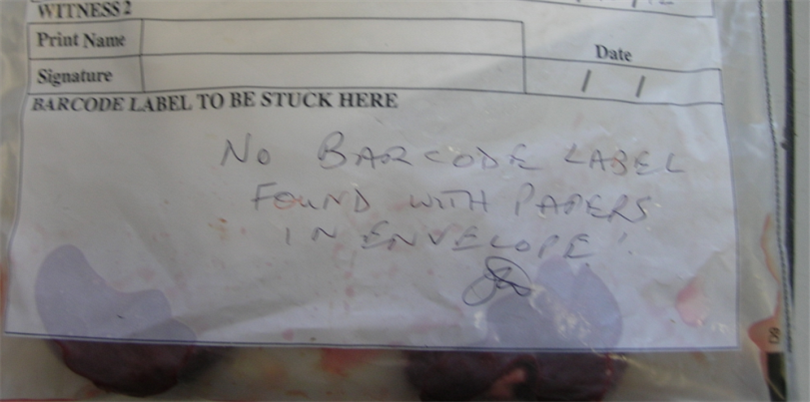 WITNESS 2
Print Name
Date
Signature
/ /
BARCODE LABEL TO BE STUCK HERE
No BARCODE LABEL
FOUND WITH PAPERS
IN ENVELOPE!